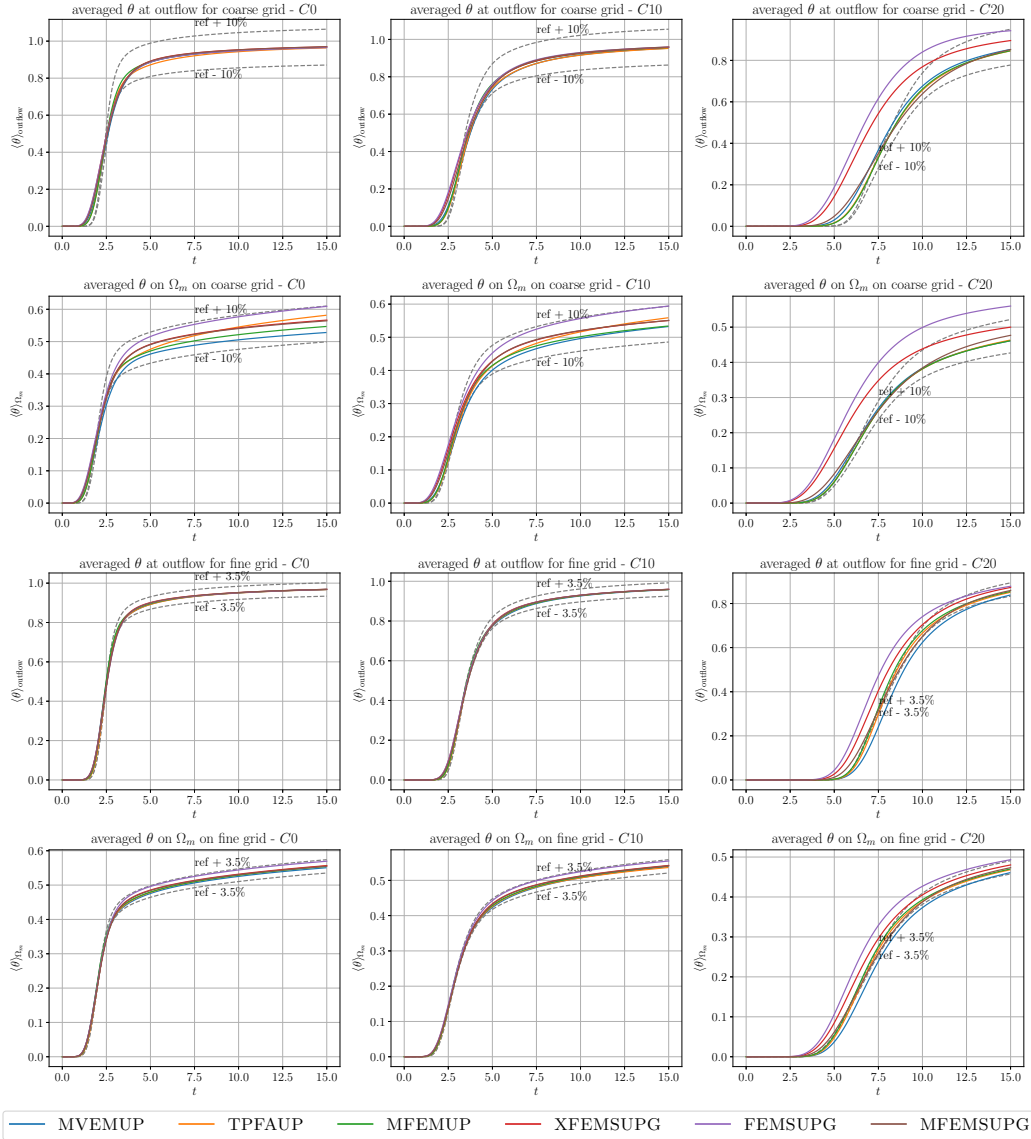 averaged θ at outflow for coarse grid - C0
ref + 10%
ref - 10%
⟨θ⟩outflow
0.0
0.2
0.4
0.6
0.8
1.0
0.0 2.5 5.0 7.5 10.0 12.5 15.0
t
averaged θ at outflow for coarse grid - C10
ref + 10%
ref - 10%
⟨θ⟩outflow
0.0
0.2
0.4
0.6
0.8
1.0
0.0 2.5 5.0 7.5 10.0 12.5 15.0
t
averaged θ at outflow for coarse grid - C20
ref + 10%
ref - 10%
⟨θ⟩outflow
0.0
0.2
0.4
0.6
0.8
0.0 2.5 5.0 7.5 10.0 12.5 15.0
t
averaged θ on Ωm on coarse grid - C0
ref + 10%
ref - 10%
⟨θ⟩Ωm
0.0
0.1
0.2
0.3
0.4
0.5
0.6
0.0 2.5 5.0 7.5 10.0 12.5 15.0
t
averaged θ on Ωm on coarse grid - C10
ref + 10%
ref - 10%
⟨θ⟩Ωm
0.0
0.1
0.2
0.3
0.4
0.5
0.6
0.0 2.5 5.0 7.5 10.0 12.5 15.0
t
averaged θ on Ωm on coarse grid - C20
ref + 10%
ref - 10%
⟨θ⟩Ωm
0.0
0.1
0.2
0.3
0.4
0.5
0.0 2.5 5.0 7.5 10.0 12.5 15.0
t
averaged θ at outflow for fine grid - C0
ref + 3.5%
ref - 3.5%
⟨θ⟩outflow
0.0
0.2
0.4
0.6
0.8
1.0
0.0 2.5 5.0 7.5 10.0 12.5 15.0
t
averaged θ at outflow for fine grid - C10
ref + 3.5%
ref - 3.5%
⟨θ⟩outflow
0.0
0.2
0.4
0.6
0.8
1.0
0.0 2.5 5.0 7.5 10.0 12.5 15.0
t
averaged θ at outflow for fine grid - C20
ref + 3.5%
ref - 3.5%
⟨θ⟩outflow
0.0
0.2
0.4
0.6
0.8
0.0 2.5 5.0 7.5 10.0 12.5 15.0
t
averaged θ on Ωm on fine grid - C0
ref + 3.5%
ref - 3.5%
⟨θ⟩Ωm
0.0
0.1
0.2
0.3
0.4
0.5
0.6
0.0 2.5 5.0 7.5 10.0 12.5 15.0
t
averaged θ on Ωm on fine grid - C10
ref + 3.5%
ref - 3.5%
⟨θ⟩Ωm
0.0
0.1
0.2
0.3
0.4
0.5
0.0 2.5 5.0 7.5 10.0 12.5 15.0
t
averaged θ on Ωm on fine grid - C20
ref + 3.5%
ref - 3.5%
⟨θ⟩Ωm
0.0
0.1
0.2
0.3
0.4
0.5
0.0 2.5 5.0 7.5 10.0 12.5 15.0
t
MVEMUP TPFAUP MFEMUP XFEMSUPG FEMSUPG MFEMSUPG